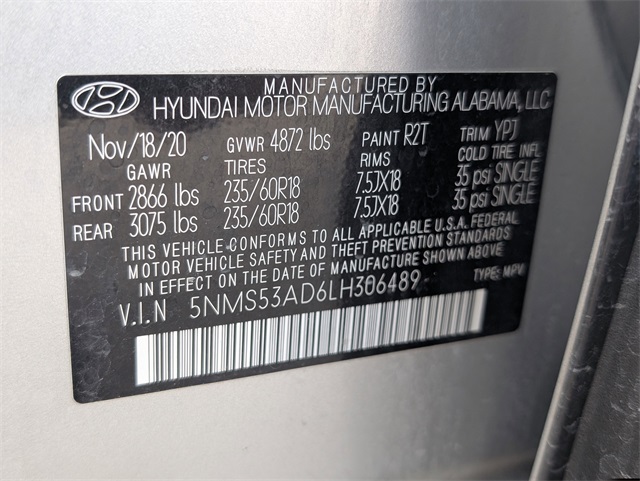 MANUFACTURED BY
HYUNDAI MOTOR MANUFACTURING ALABAMA, LLC
Nov/18/20 GVWR 4872 lbs PAINT R2T TRIM YPJ
GAWR TIRES RIMS COLD TIRE INFL
FRONT 2866 lbs 235/60R18 7.5JX18 35 psi SINGLE
REAR 3075 lbs 235/60R18 7.5JX18 35 psi SINGLE
THIS VEHICLE CONFORMS TO ALL APPLICABLE U.S.A. FEDERAL
MOTOR VEHICLE SAFETY AND THEFT PREVENTION STANDARDS
IN EFFECT ON THE DATE OF MANUFACTURE SHOWN ABOVE
V.I.N 5NMS53AD6LH306489 TYPE: MPV